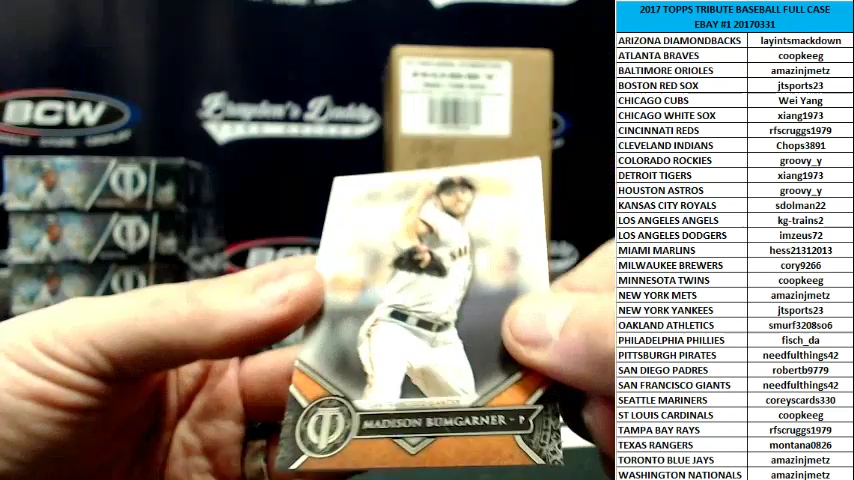 2017 TOPPS TRIBUTE BASEBALL FULL CASE
EBAY #1 20170331
ARIZONA DIAMONDBACKS layintsmackdown
ATLANTA BRAVES coopkeeg
BALTIMORE ORIOLES amazinjmetz
BOSTON RED SOX jtsports23
CHICAGO CUBS Wei Yang
CHICAGO WHITE SOX xiang1973
CINCINNATI REDS rfscruggs1979
CLEVELAND INDIANS Chops3891
COLORADO ROCKIES groovy_y
DETROIT TIGERS xiang1973
HOUSTON ASTROS groovy_y
KANSAS CITY ROYALS sdolman22
LOS ANGELES ANGELS kg-trains2
LOS ANGELES DODGERS imzeus72
MIAMI MARLINS hess21312013
MILWAUKEE BREWERS cory9266
MINNESOTA TWINS coopkeeg
NEW YORK METS amazinjmetz
NEW YORK YANKEES jtsports23
OAKLAND ATHLETICS smurf3208so6
PHILADELPHIA PHILLIES fisch_da
PITTSBURGH PIRATES needfulthings42
SAN DIEGO PADRES robertb9779
SAN FRANCISCO GIANTS needfulthings42
SEATTLE MARINERS coreyscards330
ST LOUIS CARDINALS coopkeeg
TAMPA BAY RAYS rfscruggs1979
TEXAS RANGERS montana0826
TORONTO BLUE JAYS amazinjmetz
WASHINGTON NATIONALS amazinjmetz
BCW
Brayden's Daddy
BCW
MADISON BUMGARNER - P